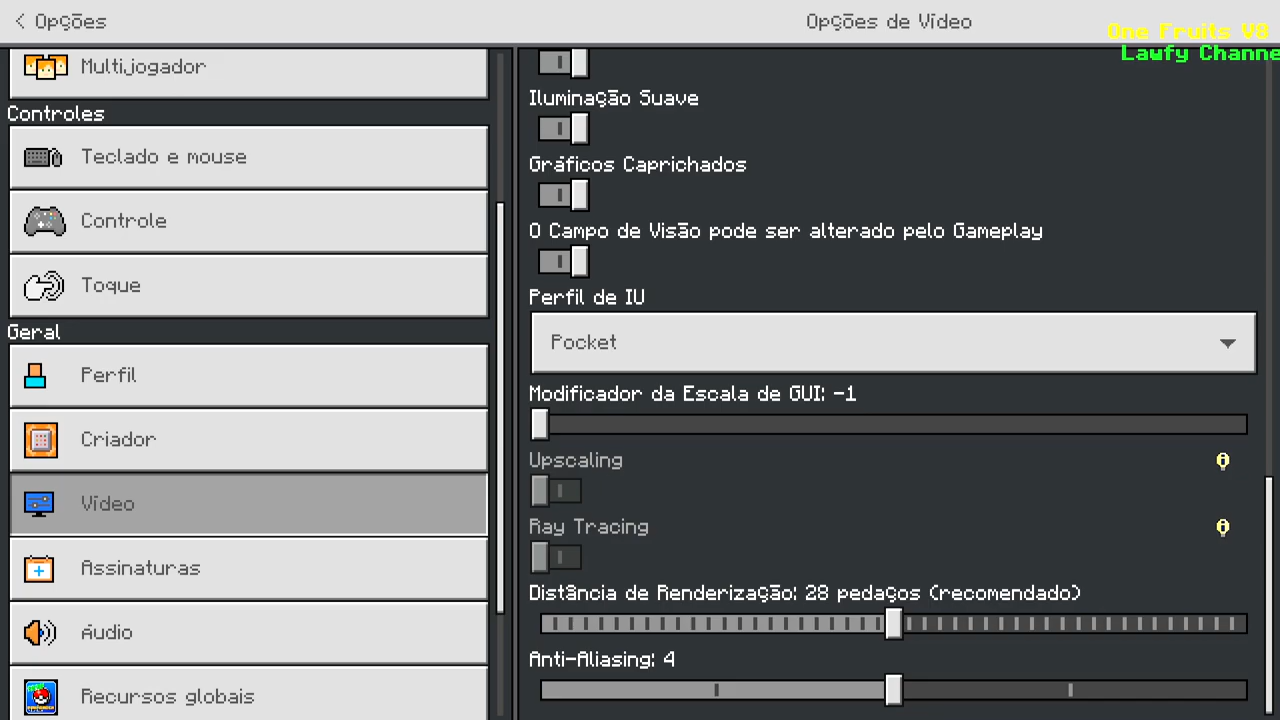 Opções
Opções de Vídeo
One Fruits V8
Laufy Channe
Multijogador
Controles
Teclado e mouse
Controle
Toque
Geral
Perfil
Criador
Vídeo
Assinaturas
Áudio
Recursos globais
Iluminação Suave
Gráficos Caprichados
O Campo de Visão pode ser alterado pelo Gameplay
Perfil de IU
Pocket
Modificador da Escala de GUI: -1
Upscaling
Ray Tracing
Distância de Renderização: 28 pedaços (recomendado)
Anti-Aliasing: 4